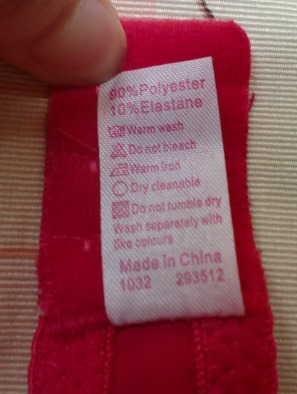 90%Polyester
10%Elastane
Warm wash
Do not bleach
Warm iron
Dry cleanable
Do not tumble dry
Wash separately with
like colours
Made in China
1032 293512